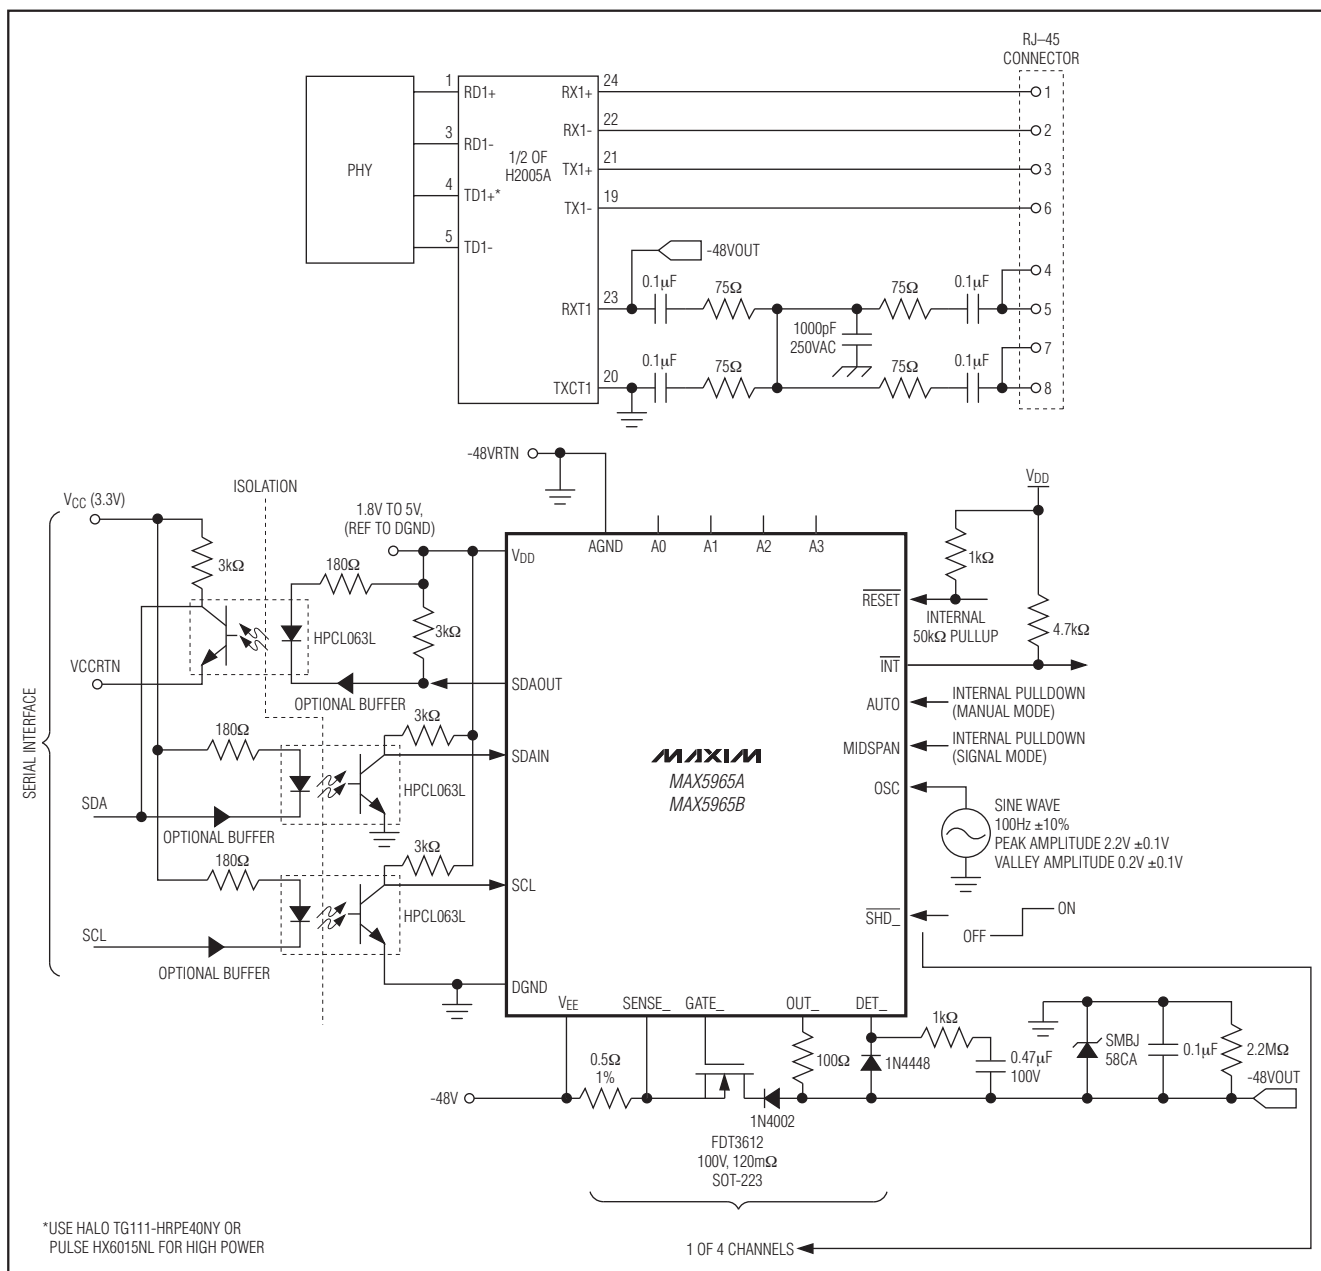 RJ–45
CONNECTOR
1
3
4
5
PHY
RD1+
RD1-
TD1+*
TD1-
1/2 OF
H2005A
RX1+
RX1-
TX1+
TX1-
RXT1
TXCT1
24
22
21
19
23
20
1
2
3
6
4
5
7
8
-48VOUT
0.1µF
75Ω
75Ω
0.1µF
1000pF
250VAC
0.1µF
75Ω
75Ω
0.1µF
-48VRTN
SERIAL INTERFACE
VCC (3.3V)
ISOLATION
1.8V TO 5V,
(REF TO DGND)
3kΩ
180Ω
3kΩ
HPCL063L
VCCRTN
OPTIONAL BUFFER
180Ω
3kΩ
HPCL063L
SDA
OPTIONAL BUFFER
180Ω
3kΩ
HPCL063L
SCL
OPTIONAL BUFFER
AGND
A0
A1
A2
A3
VDD
SDAOUT
SDAIN
SCL
DGND
VEE
SENSE_
GATE_
OUT_
DET_
RESET
INT
AUTO
MIDSPAN
OSC
SHD_
MAXIM
MAX5965A
MAX5965B
VDD
1kΩ
INTERNAL
50kΩ PULLUP
4.7kΩ
INTERNAL PULLDOWN
(MANUAL MODE)
INTERNAL PULLDOWN
(SIGNAL MODE)
SINE WAVE
100Hz ±10%
PEAK AMPLITUDE 2.2V ±0.1V
VALLEY AMPLITUDE 0.2V ±0.1V
ON
OFF
-48V
0.5Ω
1%
100Ω
1N4448
1kΩ
0.47µF
100V
SMBJ
58CA
0.1µF
2.2MΩ
-48VOUT
1N4002
FDT3612
100V, 120mΩ
SOT-223
1 OF 4 CHANNELS
*USE HALO TG111-HRPE40NY OR
PULSE HX6015NL FOR HIGH POWER